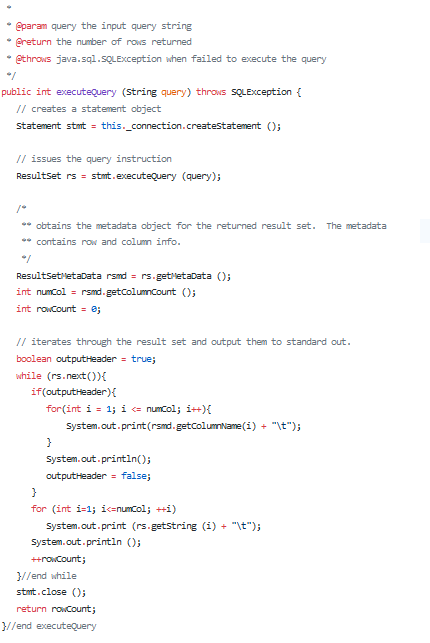 *
* @param query the input query string
* @return the number of rows returned
* @throws java.sql.SQLException when failed to execute the query
*/
public int executeQuery (String query) throws SQLException {
// creates a statement object
Statement stmt = this._connection.createStatement ();
// issues the query instruction
ResultSet rs = stmt.executeQuery (query);
/*
** obtains the metadata object for the returned result set.  The metadata
** contains row and column info.
*/
ResultSetMetaData rsmd = rs.getMetaData ();
int numCol = rsmd.getColumnCount ();
int rowCount = 0;
// iterates through the result set and output them to standard out.
boolean outputHeader = true;
while (rs.next()){
if(outputHeader){
for(int i = 1; i <= numCol; i++){
System.out.print(rsmd.getColumnName(i) + "\t");
}
System.out.println();
outputHeader = false;
}
for (int i=1; i<=numCol; ++i)
System.out.print (rs.getString (i) + "\t");
System.out.println ();
++rowCount;
}//end while
stmt.close ();
return rowCount;
}//end executeQuery